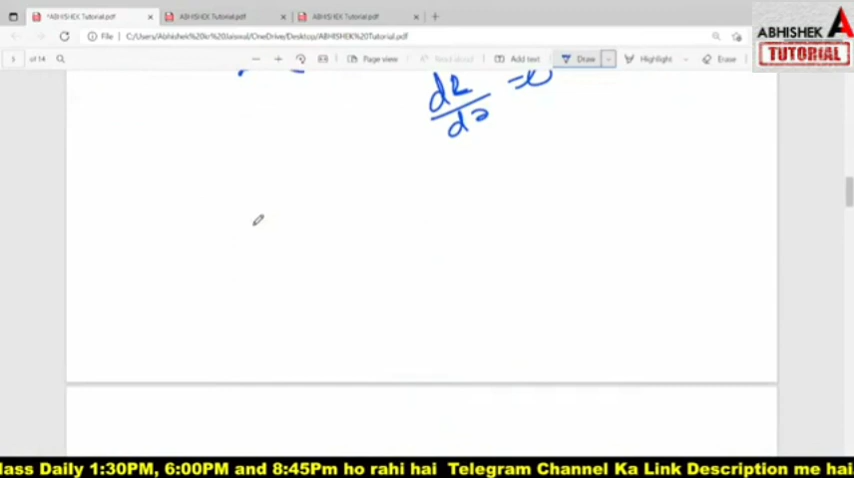 *ABHISHEK Tutorial.pdf
ABHISHEK Tutorial.pdf
ABHISHEK Tutorial.pdf
File | C:/Users/Abhishek%20kr%20Jaiswal/OneDrive/Desktop/ABHISHEK%20Tutorial.pdf
5 of 14
Page view
Read aloud
Add text
Draw
Highlight
Erase
ABHISHEK A
TUTORIAL
lass Daily 1:30PM, 6:00PM and 8:45Pm ho rahi hai Telegram Channel Ka Link Description me hai